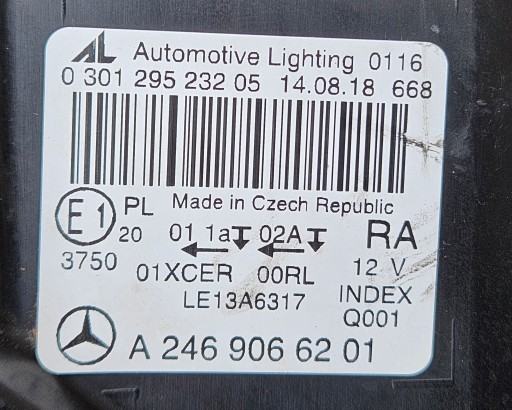 AL Automotive Lighting 0116
0 301 295 232 05 14.08.18 668
Made in Czech Republic
E1 PL 01 1a 02A RA
20
3750 01XCER 00RL 12 V
LE13A6317 INDEX
Q001
A 246 906 62 01